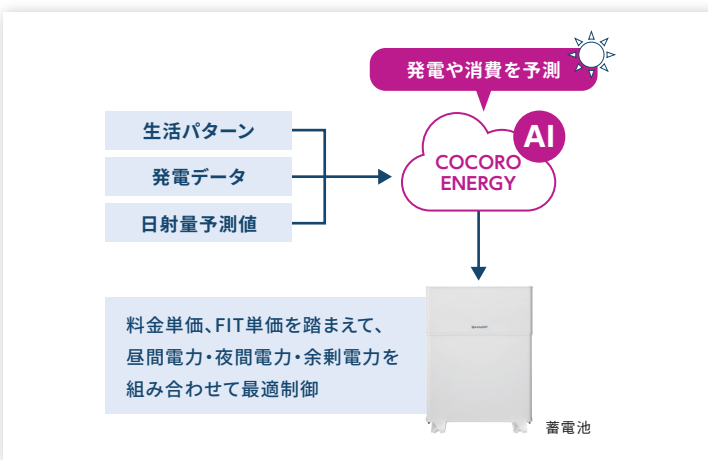 発電や消費を予測
生活パターン
発電データ
日射量予測値
AI
COCORO
ENERGY
料金単価、FIT単価を踏まえて、
昼間電力・夜間電力・余剰電力を
組み合わせて最適制御
SHARP
蓄電池